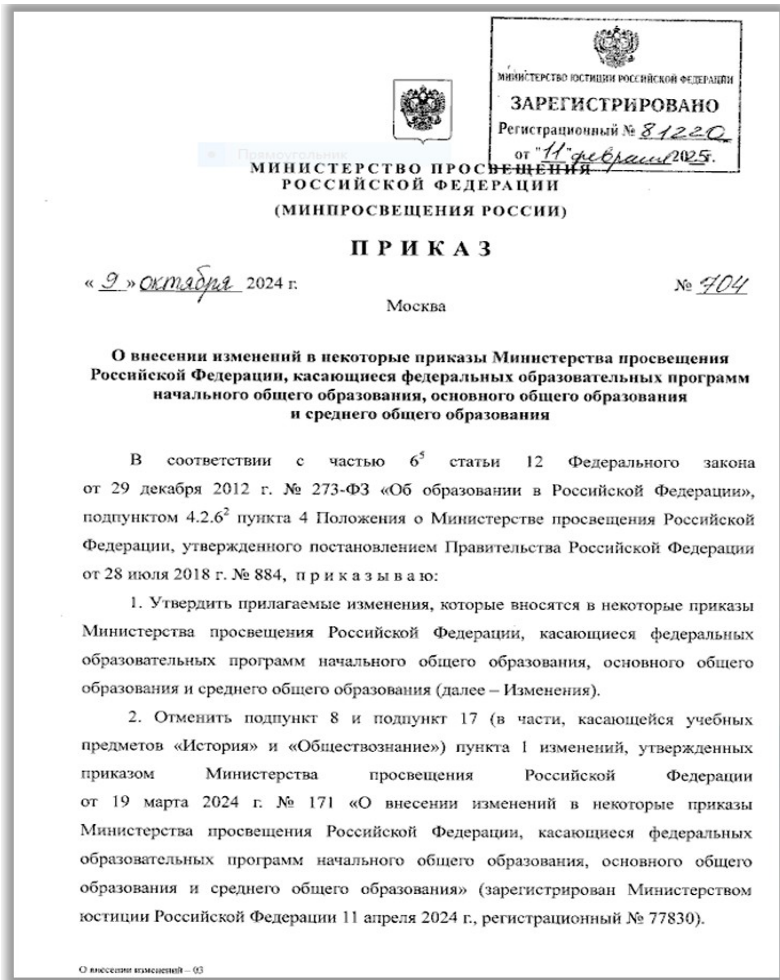 МИНИСТЕРСТВО ЮСТИЦИИ РОССИЙСКОЙ ФЕДЕРАЦИИ
ЗАРЕГИСТРИРОВАНО
Регистрационный № 81220
от "11" февраля 2025г.
Прямоугольник
МИНИСТЕРСТВО ПРОСВЕЩЕНИЯ
РОССИЙСКОЙ ФЕДЕРАЦИИ
(МИНПРОСВЕЩЕНИЯ РОССИИ)
ПРИКАЗ
« 9 » октября 2024 г.
№ 704
Москва
О внесении изменений в некоторые приказы Министерства просвещения
Российской Федерации, касающиеся федеральных образовательных программ
начального общего образования, основного общего образования
и среднего общего образования
В соответствии с частью 6⁵ статьи 12 Федерального закона
от 29 декабря 2012 г. № 273-ФЗ «Об образовании в Российской Федерации»,
подпунктом 4.2.6² пункта 4 Положения о Министерстве просвещения Российской
Федерации, утвержденного постановлением Правительства Российской Федерации
от 28 июля 2018 г. № 884, п р и к а з ы в а ю:
1. Утвердить прилагаемые изменения, которые вносятся в некоторые приказы
Министерства просвещения Российской Федерации, касающиеся федеральных
образовательных программ начального общего образования, основного общего
образования и среднего общего образования (далее – Изменения).
2. Отменить подпункт 8 и подпункт 17 (в части, касающейся учебных
предметов «История» и «Обществознание») пункта 1 изменений, утвержденных
приказом Министерства просвещения Российской Федерации
от 19 марта 2024 г. № 171 «О внесении изменений в некоторые приказы
Министерства просвещения Российской Федерации, касающиеся федеральных
образовательных программ начального общего образования, основного общего
образования и среднего общего образования» (зарегистрирован Министерством
юстиции Российской Федерации 11 апреля 2024 г., регистрационный № 77830).
О внесении изменений – 03